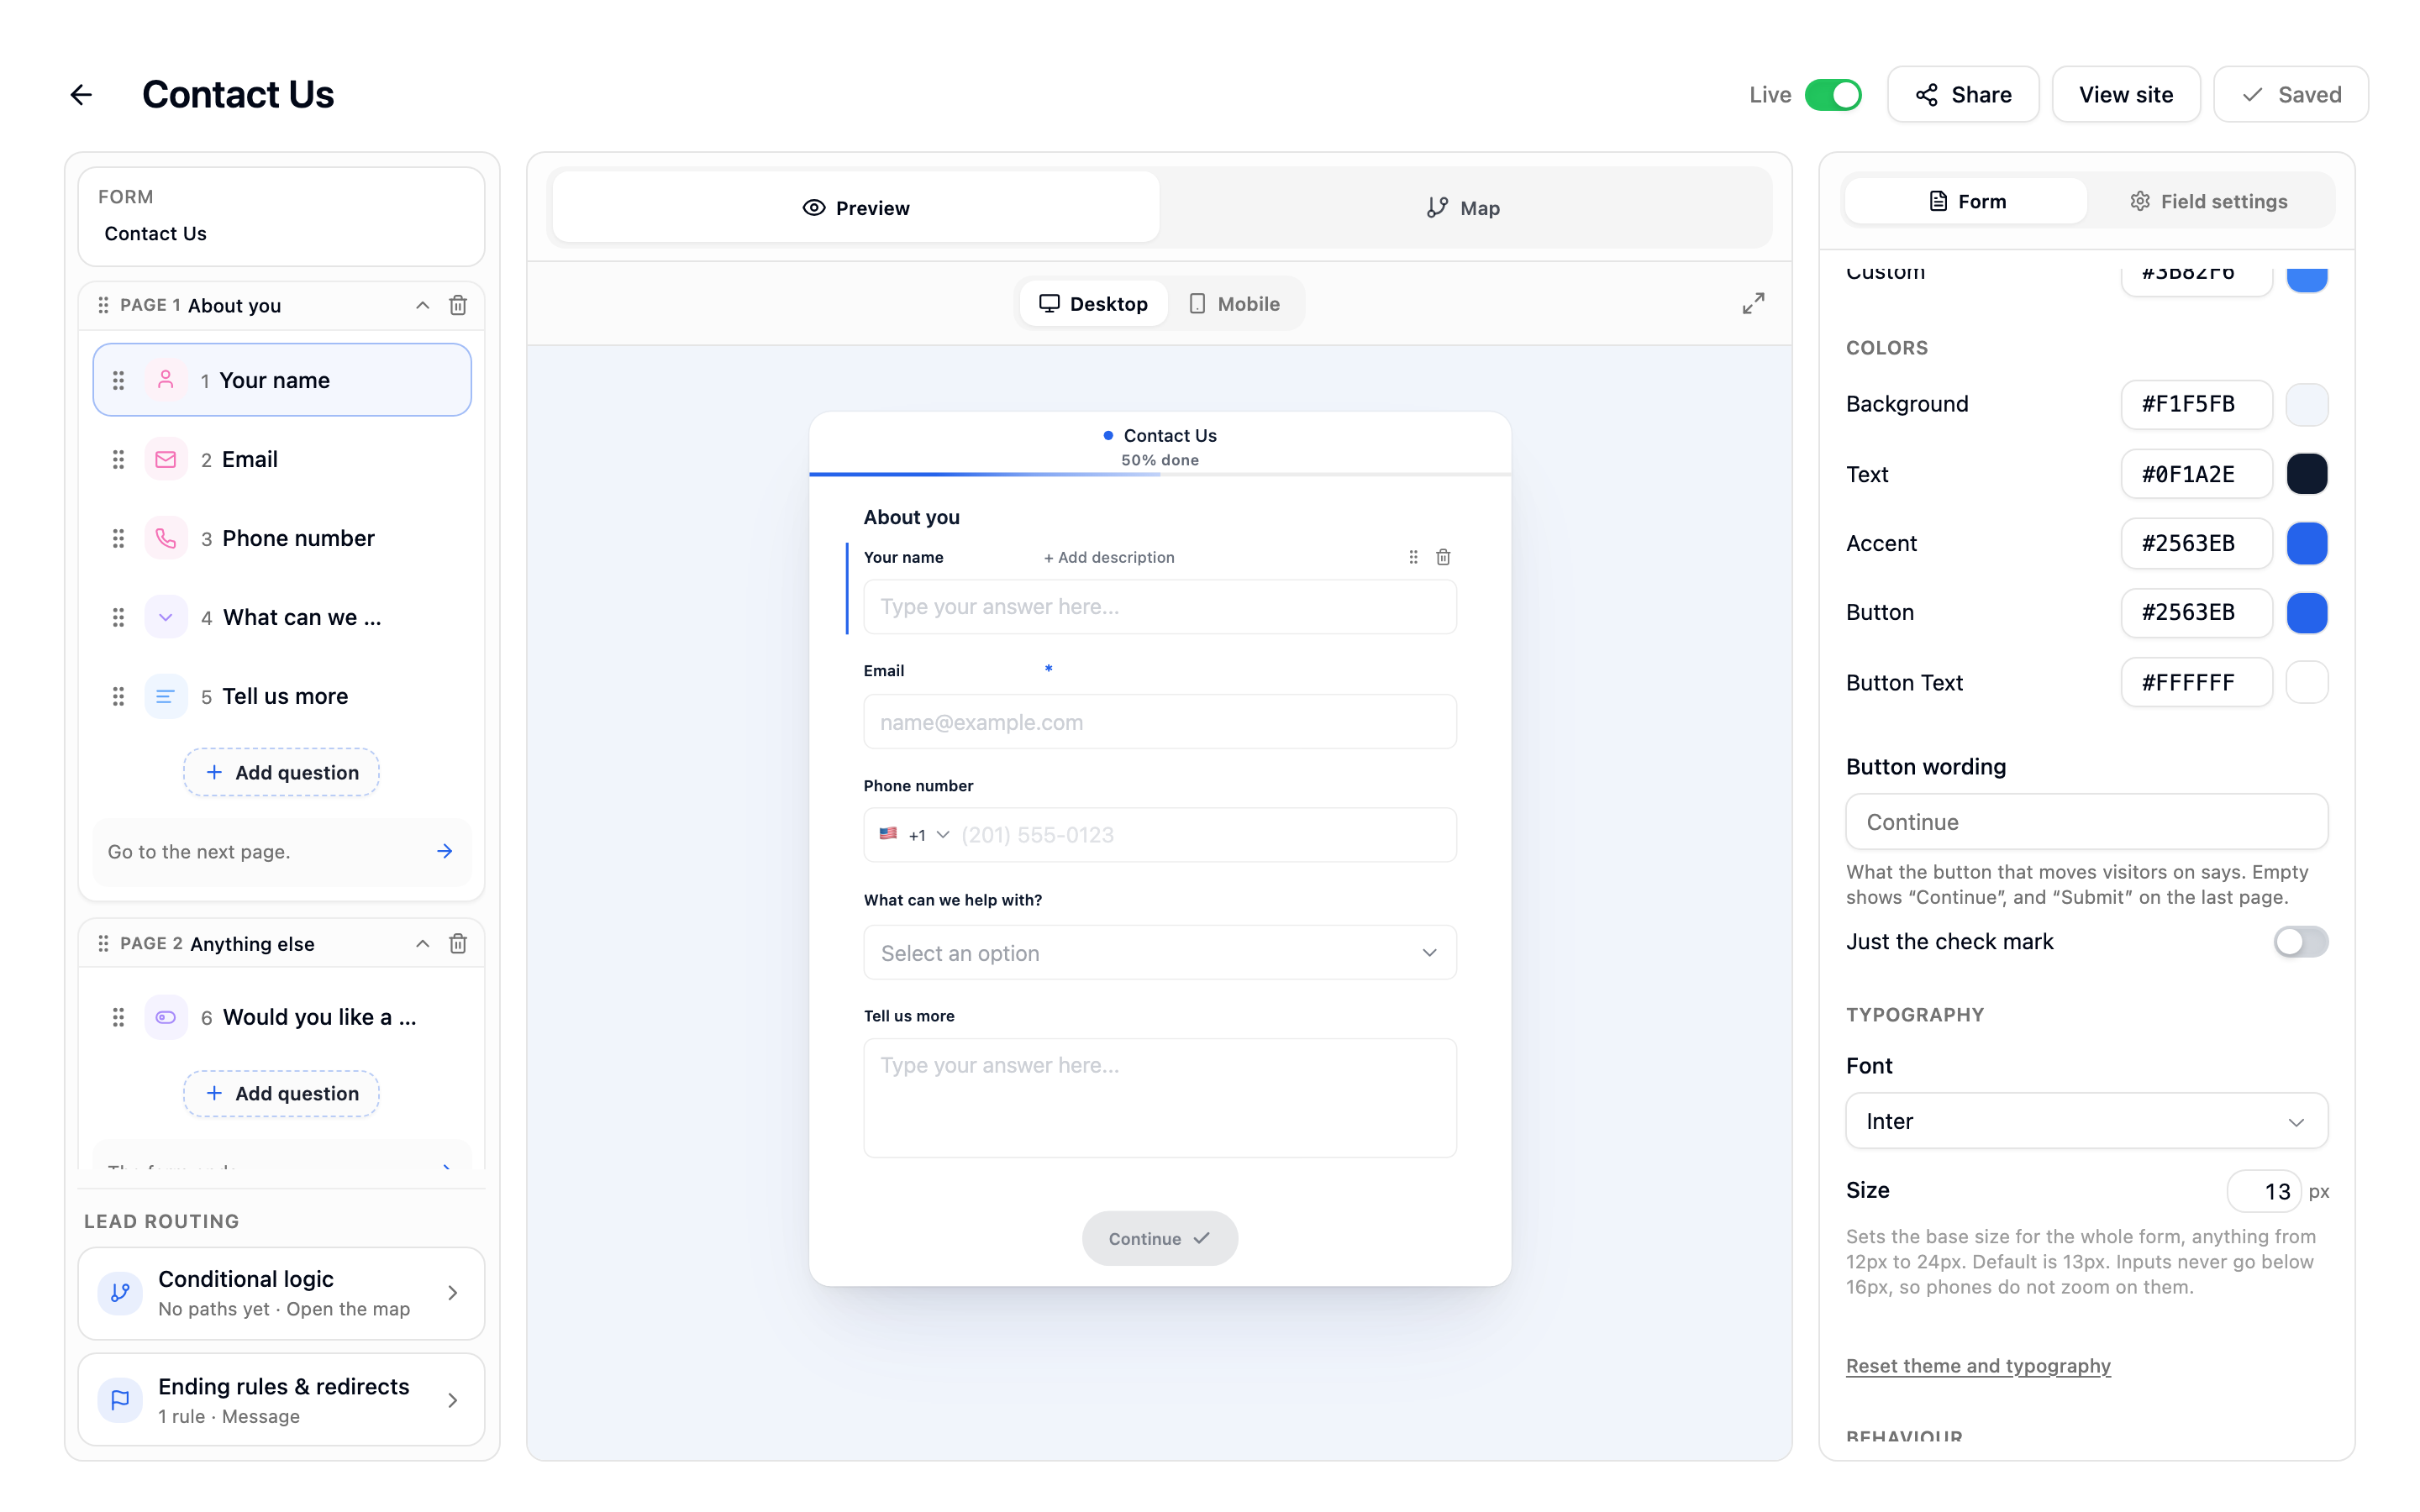 Contact Us
Live
Share
View site
Saved
FORM
Contact Us
PAGE 1 About you
1 Your name
2 Email
3 Phone number
4 What can we ...
5 Tell us more
+ Add question
Go to the next page.
PAGE 2 Anything else
6 Would you like a ...
+ Add question
LEAD ROUTING
Conditional logic
No paths yet · Open the map
Ending rules & redirects
1 rule · Message
Preview
Map
Desktop
Mobile
Contact Us
50% done
About you
Your name + Add description
Type your answer here...
Email *
name@example.com
Phone number
+1 (201) 555-0123
What can we help with?
Select an option
Tell us more
Type your answer here...
Continue
Form
Field settings
Custom #3B82F6
COLORS
Background #F1F5FB
Text #0F1A2E
Accent #2563EB
Button #2563EB
Button Text #FFFFFF
Button wording
Continue
What the button that moves visitors on says. Empty
shows “Continue”, and “Submit” on the last page.
Just the check mark
TYPOGRAPHY
Font
Inter
Size 13 px
Sets the base size for the whole form, anything from
12px to 24px. Default is 13px. Inputs never go below
16px, so phones do not zoom on them.
Reset theme and typography
BEHAVIOUR